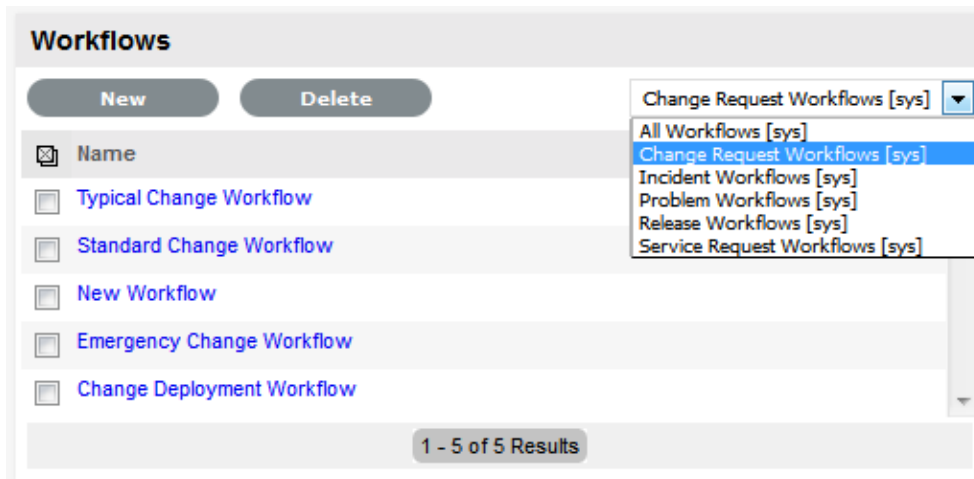 Workflows
New Delete Change Request Workflows [sys]
All Workflows [sys]
Name Change Request Workflows [sys]
Incident Workflows [sys]
Typical Change Workflow Problem Workflows [sys]
Release Workflows [sys]
Standard Change Workflow Service Request Workflows [sys]
New Workflow
Emergency Change Workflow
Change Deployment Workflow
1 - 5 of 5 Results